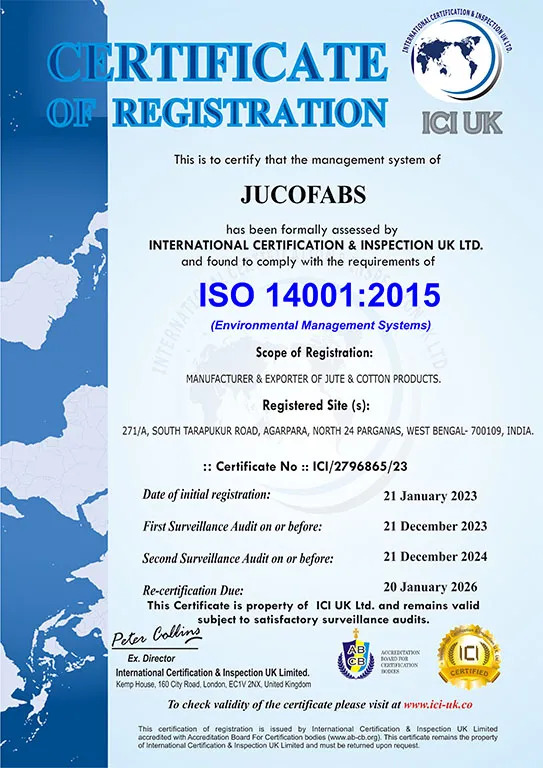 CERTIFICATE
OF REGISTRATION
INTERNATIONAL CERTIFICATION & INSPECTION UK LTD.
ICI UK
This is to certify that the management system of
JUCOFABS
has been formally assessed by
INTERNATIONAL CERTIFICATION & INSPECTION UK LTD.
and found to comply with the requirements of
ISO 14001:2015
(Environmental Management Systems)
Scope of Registration:
MANUFACTURER & EXPORTER OF JUTE & COTTON PRODUCTS.
Registered Site (s):
271/A, SOUTH TARAPUKUR ROAD, AGARPARA, NORTH 24 PARGANAS, WEST BENGAL- 700109, INDIA.
:: Certificate No :: ICI/2796865/23
Date of initial registration: 21 January 2023
First Surveillance Audit on or before: 21 December 2023
Second Surveillance Audit on or before: 21 December 2024
Re-certification Due: 20 January 2026
This Certificate is property of ICI UK Ltd. and remains valid
subject to satisfactory surveillance audits.
Peter Collins
Ex. Director
International Certification & Inspection UK Limited.
Kemp House, 160 City Road, London, EC1V 2NX, United Kingdom
AB
CB
ACCREDITATION
BOARD FOR
CERTIFICATION
BODIES
ICI
CERTIFIED
To check validity of the certificate please visit at www.ici-uk.co
This certification of registration is issued by International Certification & Inspection UK Limited
accredited with Accreditation Board For Certification bodies (www.ab-cb.org). This certificate remains the property
of International Certification & Inspection UK Limited and must be returned upon request.